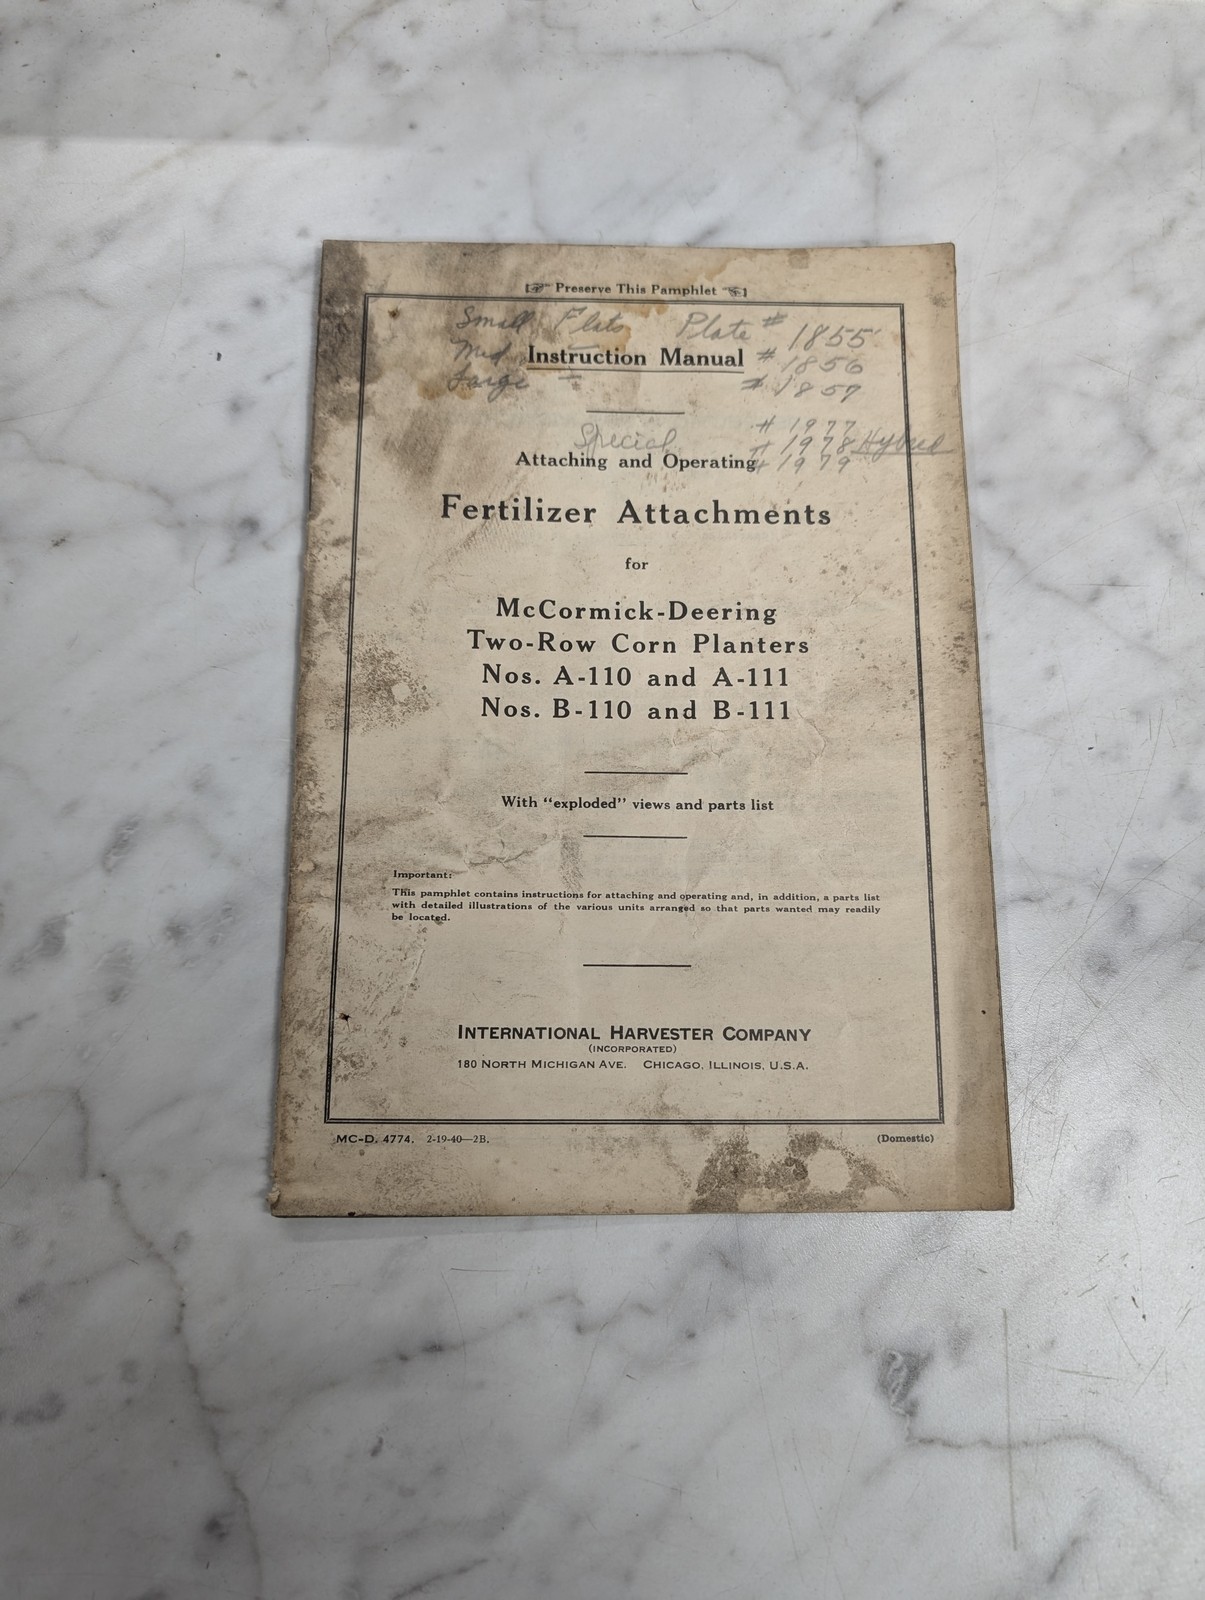 Preserve This Pamphlet
Small Flats Plate # 1855
Med # 1856
Large # 1857
Instruction Manual
# 1977
Special # 1978 Hybred
# 1979
Attaching and Operating
Fertilizer Attachments
for
McCormick-Deering
Two-Row Corn Planters
Nos. A-110 and A-111
Nos. B-110 and B-111
With "exploded" views and parts list
Important:
This pamphlet contains instructions for attaching and operating and, in addition, a parts list
with detailed illustrations of the various units arranged so that parts wanted may readily
be located.
INTERNATIONAL HARVESTER COMPANY
(INCORPORATED)
180 NORTH MICHIGAN AVE. CHICAGO, ILLINOIS, U.S.A.
MC-D. 4774. 2-19-40—2B. (Domestic)